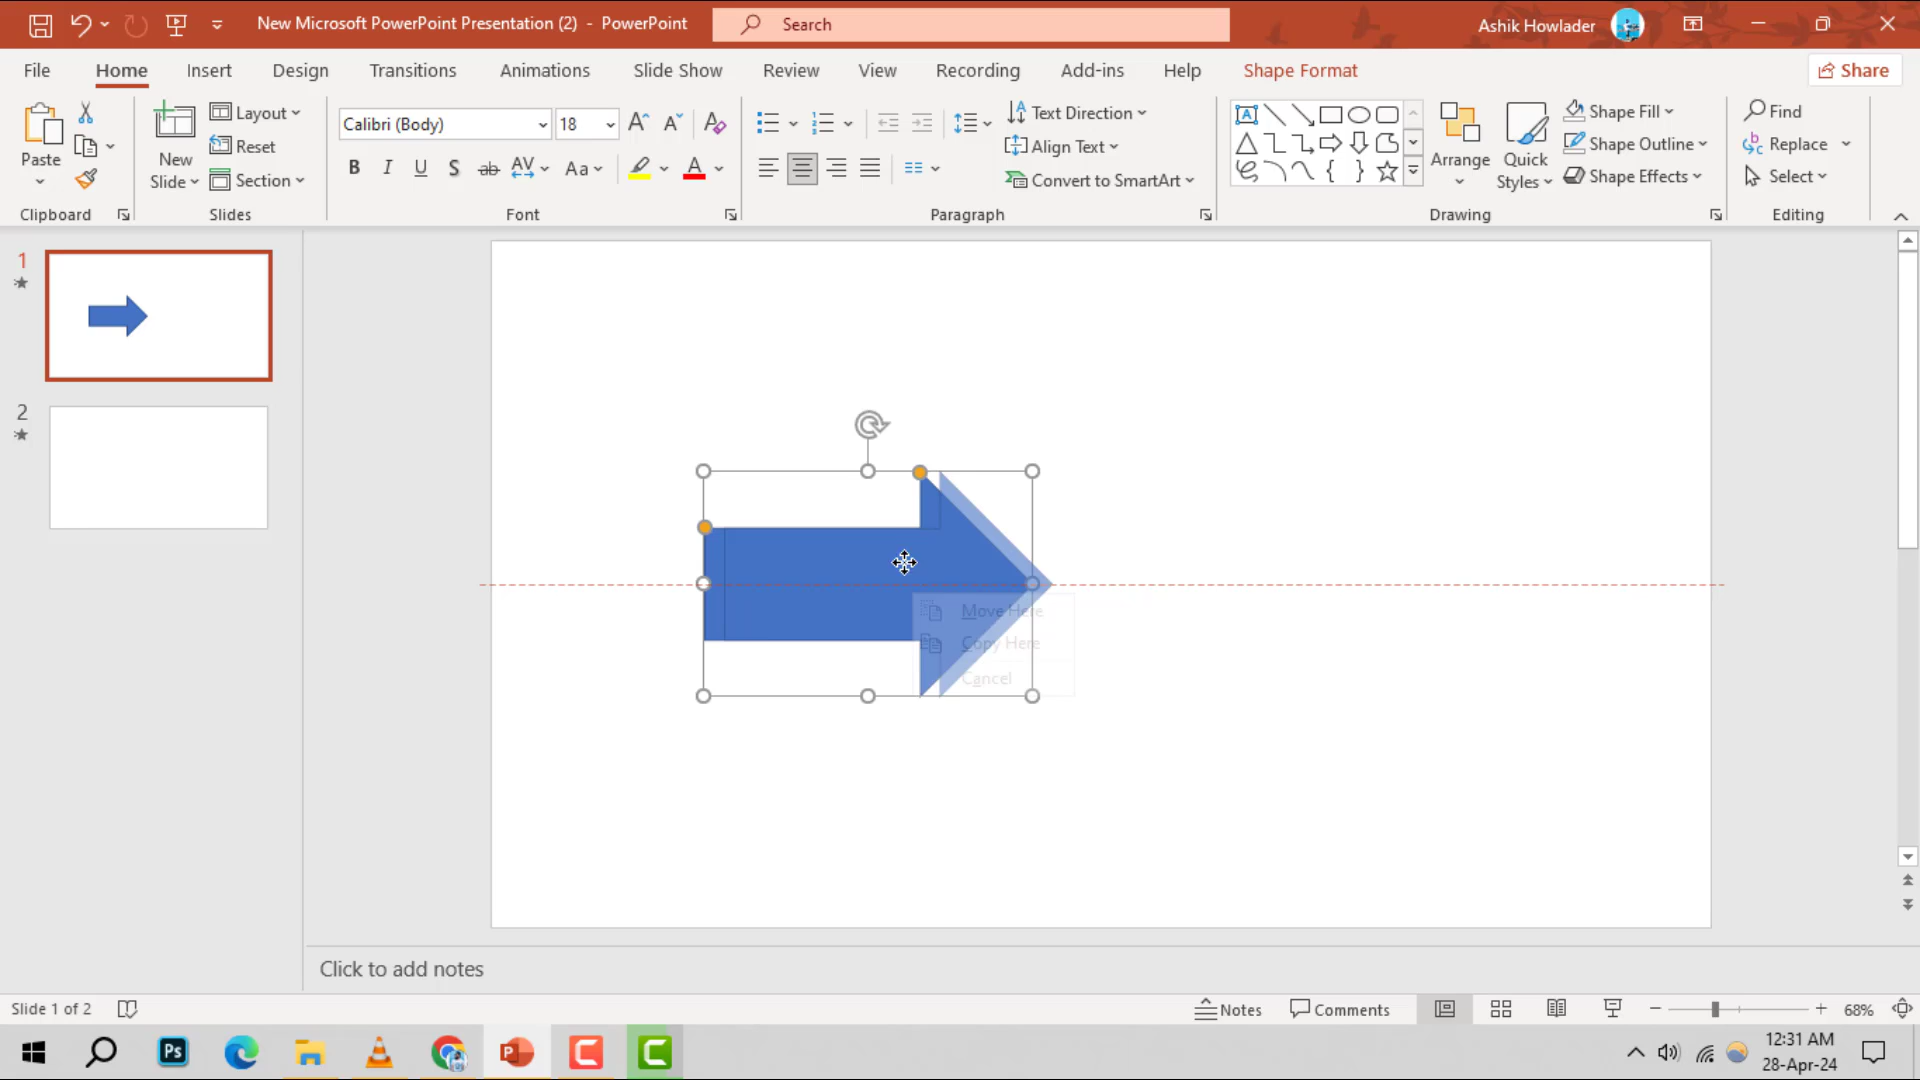 New Microsoft PowerPoint Presentation (2) - PowerPoint
Search
Ashik Howlader
File
Home
Insert
Design
Transitions
Animations
Slide Show
Review
View
Recording
Add-ins
Help
Shape Format
Share
Paste
Clipboard
New
Slide
Layout
Reset
Section
Slides
Calibri (Body)
18
B I U S ab AV Aa A
Font
Text Direction
Align Text
Convert to SmartArt
Paragraph
Arrange
Quick
Styles
Shape Fill
Shape Outline
Shape Effects
Drawing
Find
Replace
Select
Editing
1
2
Move Here
Copy Here
Cancel
Click to add notes
Slide 1 of 2
Notes
Comments
68%
Ps
12:31 AM
28-Apr-24